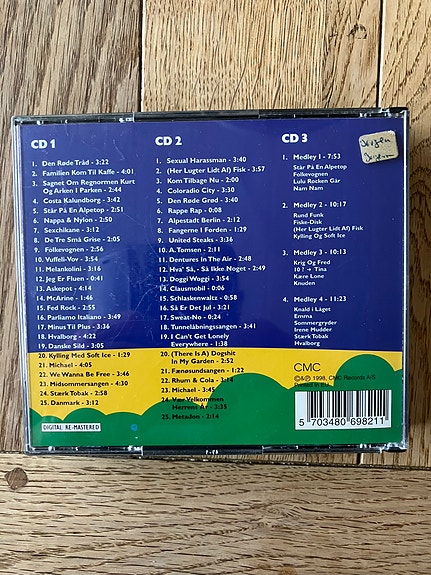 CD 1
1. Den Røde Tråd - 3:22
2. Familien Kom Til Kaffe - 4:01
3. Sagnet Om Regnormen Kurt
Og Ørken I Parken - 2:44
4. Costa Kalundborg - 3:42
5. Står På En Alpetop - 2:51
6. Nappa & Nylon - 2:50
7. Sexchikane - 3:12
8. De Tre Små Grise - 2:05
9. Folkevognen - 2:56
10. Vuffeli-Vov - 3:54
11. Melankolini - 3:16
12. Jeg Er Fluen - 0:41
13. Askepot - 4:14
14. McArine - 1:46
15. Fed Rock - 2:55
16. Parliamo Italiano - 3:49
17. Minus Til Plus - 3:36
18. Hvalborg - 4:22
19. Danske Sild - 3:05
20. Kylling Med Soft Ice - 1:29
21. Michael - 4:05
22. We Wanna Be Free - 3:46
23. Midsommersangen - 4:30
24. Stærk Tobak - 2:58
25. Danmark - 3:12
DIGITAL RE-MASTERED
CD 2
1. Sexual Harassman - 3:40
2. (Her Lugter Lidt Af) Fisk - 3:57
3. Kom Tilbage Nu - 2:00
4. Coloradio City - 3:30
5. Den Røde Grød - 3:10
6. Rappe Rap - 0:08
7. Alpestadt Berlin - 2:12
8. Fangerne I Forden - 1:29
9. United Steaks - 3:36
10. A. Tomsen - 2:11
11. Dentures In The Air - 2:48
12. Hva' Så, - Så Ikke Noget - 2:49
13. Doggi Woggi - 3:54
14. Clausmobil - 0:06
15. Schlaskenwaltz - 0:58
16. Så Er Det Jul - 3:21
17. Sweat-No - 0:24
18. Tunnelåbningssangen - 3:41
19. I Can't Get Lonely
Everywhere - 1:38
20. (There Is A) Dogshit
In My Garden - 2:52
21. Fænøsundsangen - 1:22
22. Rhum & Cola - 3:14
23. Michael - 3:45
24. Vær Velkommen
Herrens År - 3:35
25. Metadon - 2:14
CD 3
1. Medley 1 - 7:53
Står På En Alpetop
Folkevognen
Lulu Rocken Går
Nam Nam
2. Medley 2 - 10:17
Rund Funk
Fiske-Disk
(Her Lugter Lidt Af) Fisk
Kylling Og Soft Ice
3. Medley 3 - 10:13
Krig Og Fred
10 ? → Tina
Kære Lone
Knuden
4. Medley 4 - 11:23
Knald i Låget
Emma
Sommergryder
Irene Mudder
Stærk Tobak
Hvalborg
CMC
©&℗ 1998, CMC Records A/S
Printed in EU
5 703480 698211